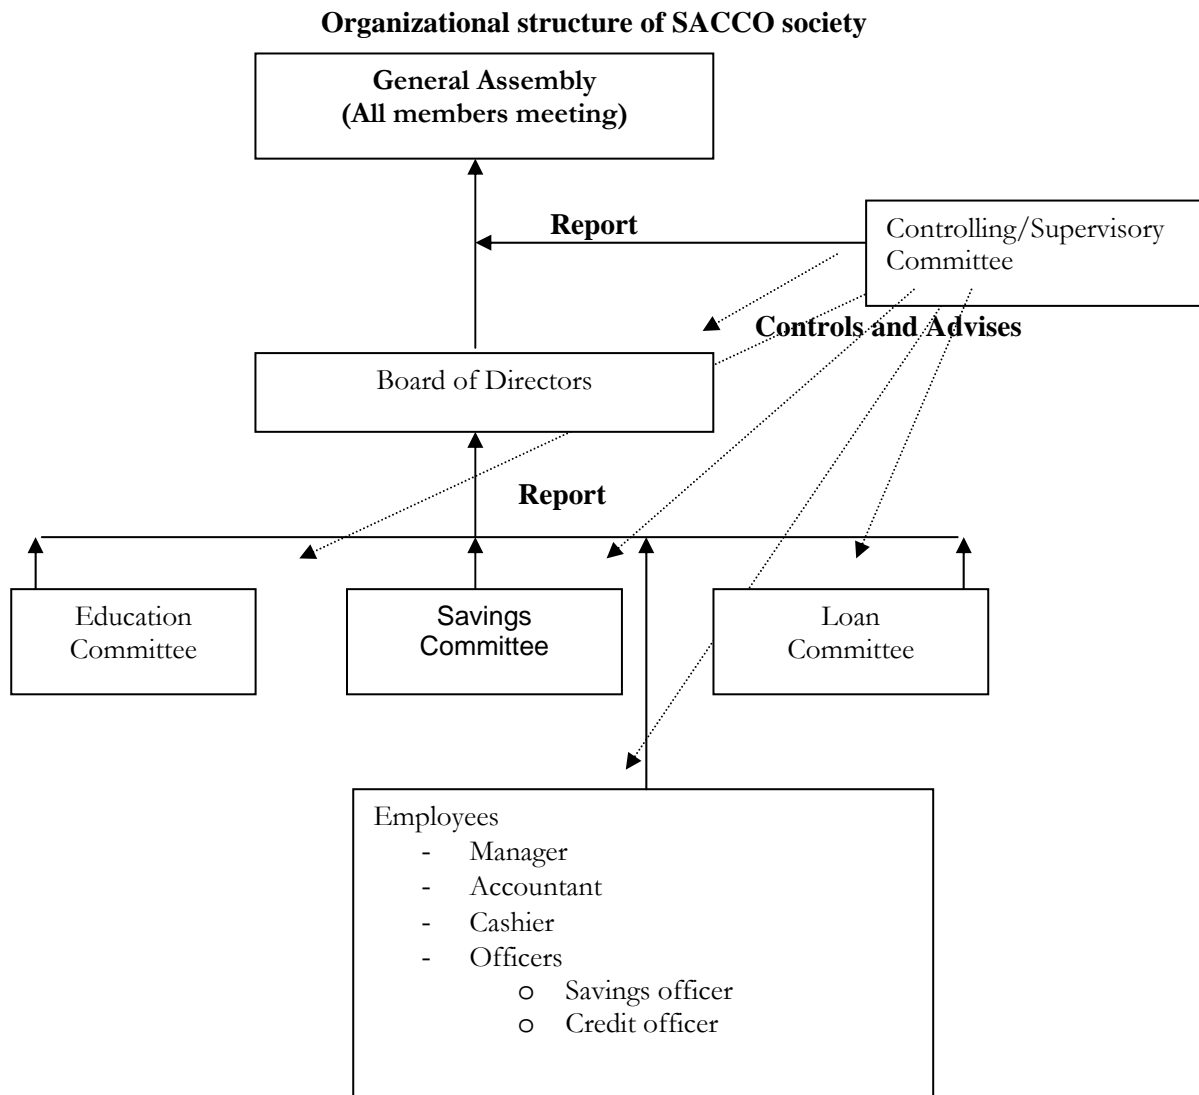 Organizational structure of SACCO society
General Assembly
(All members meeting)
Report
Controlling/Supervisory
Committee
Controls and Advises
Board of Directors
Report
Education
Committee
Savings
Committee
Loan
Committee
Employees
- Manager
- Accountant
- Cashier
- Officers
o Savings officer
o Credit officer